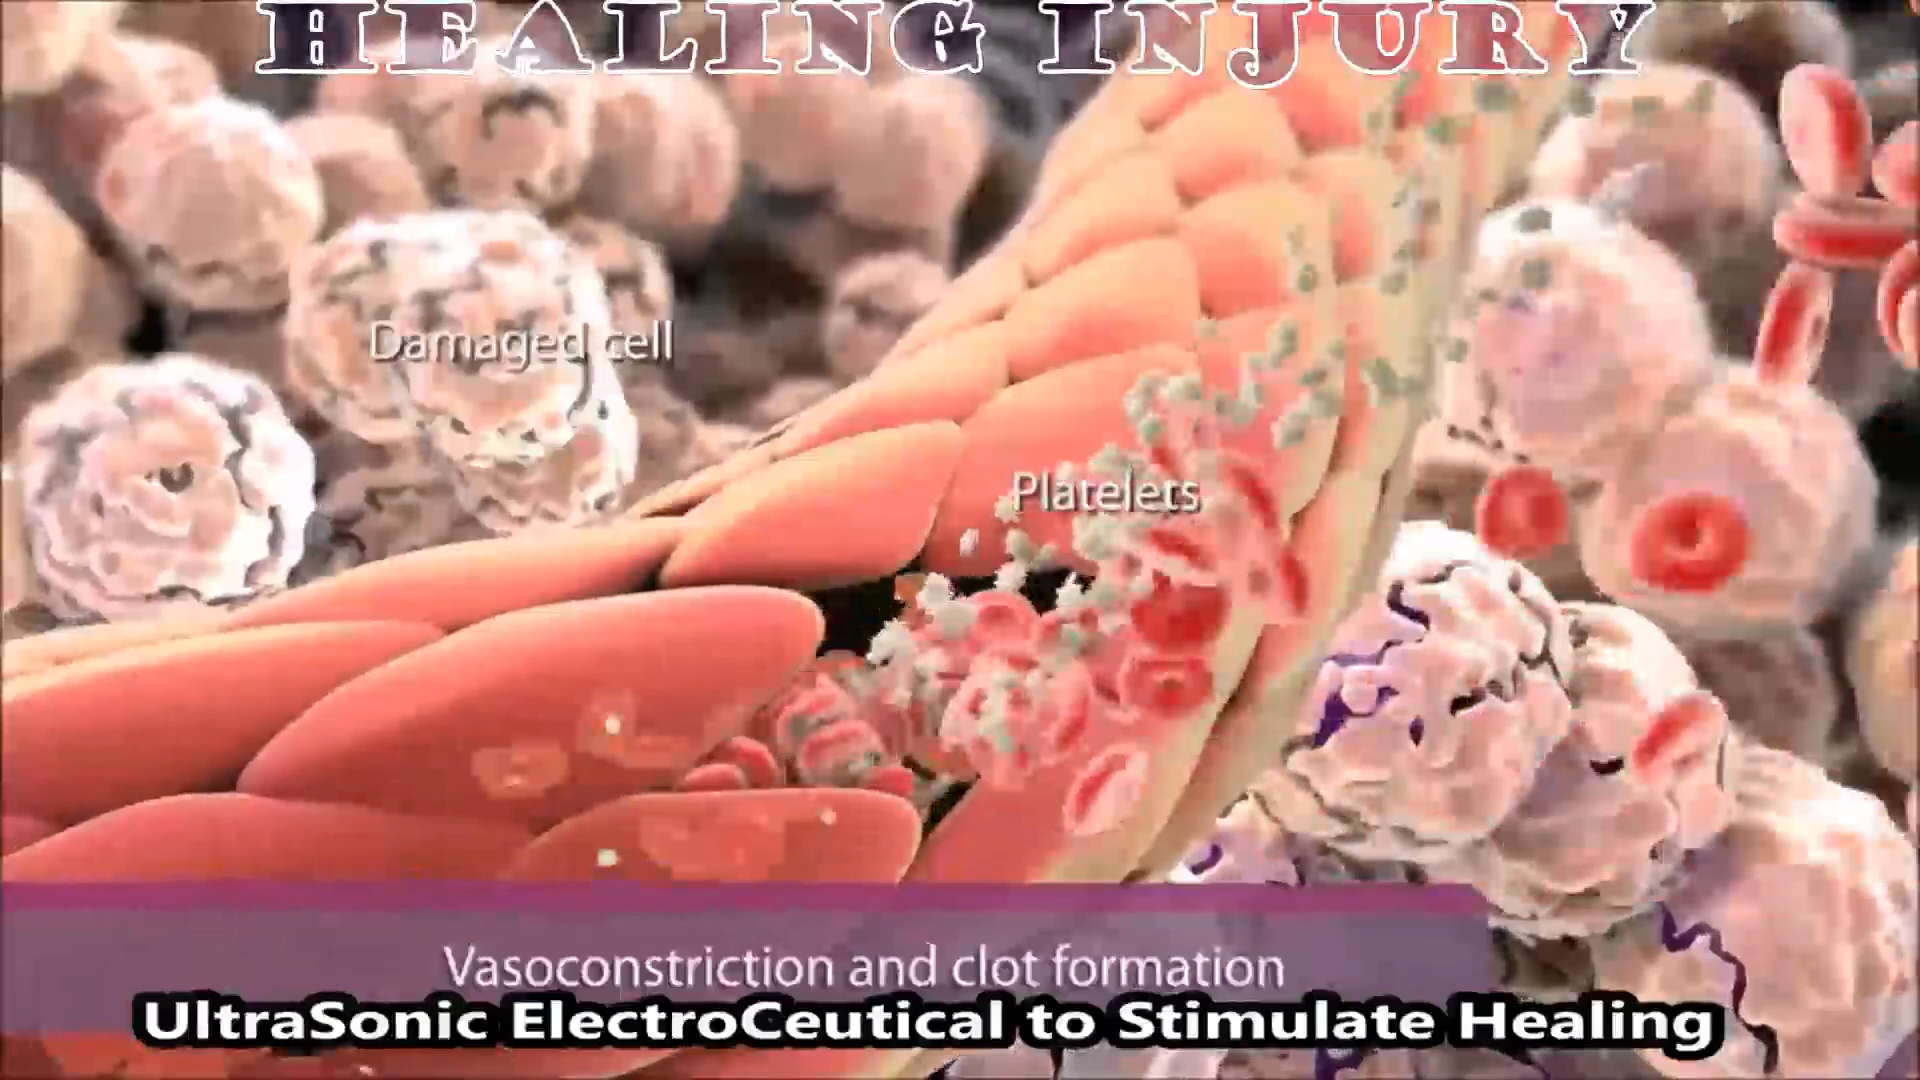 HEALING INJURY
Damaged cell
Platelets
Vasoconstriction and clot formation
UltraSonic ElectroCeutical to Stimulate Healing